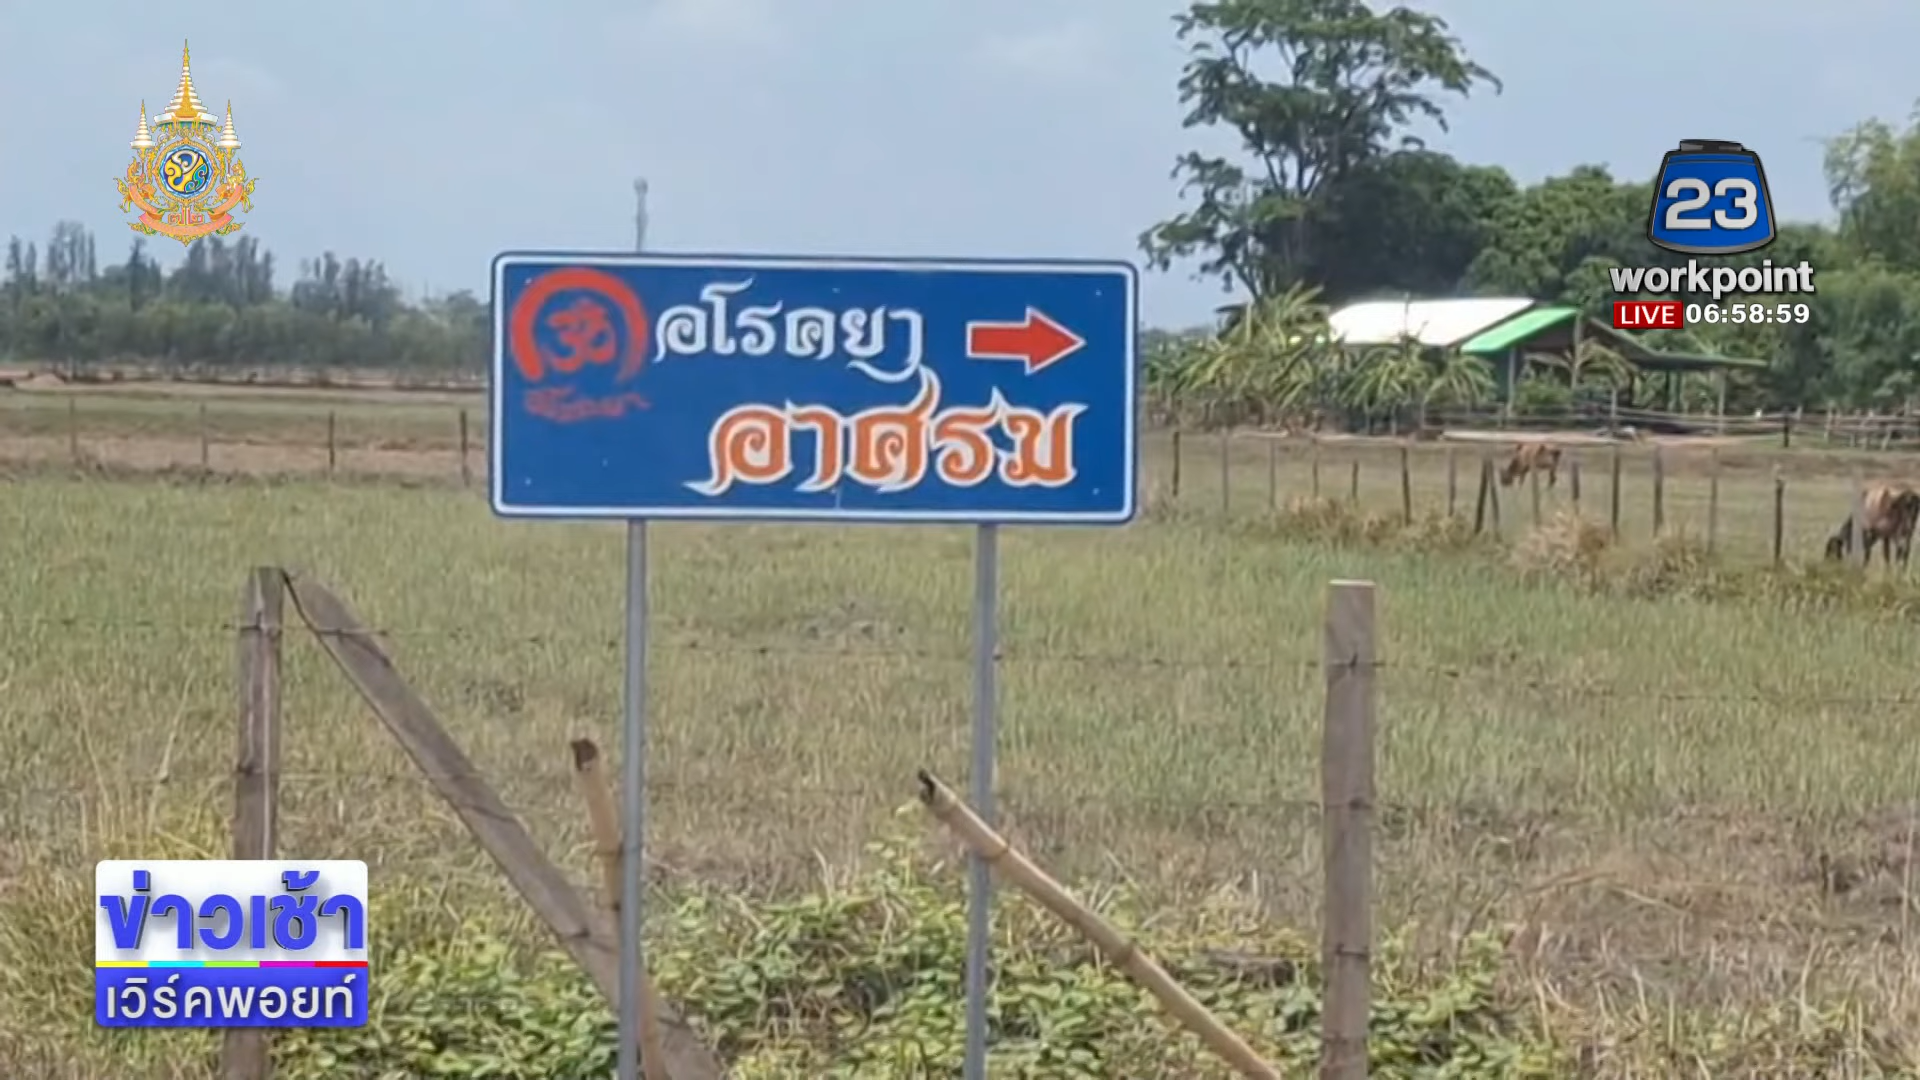 23
workpoint
LIVE 06:58:59
อโรคยา
อาศรม
ข่าวเช้า
เวิร์คพอยท์